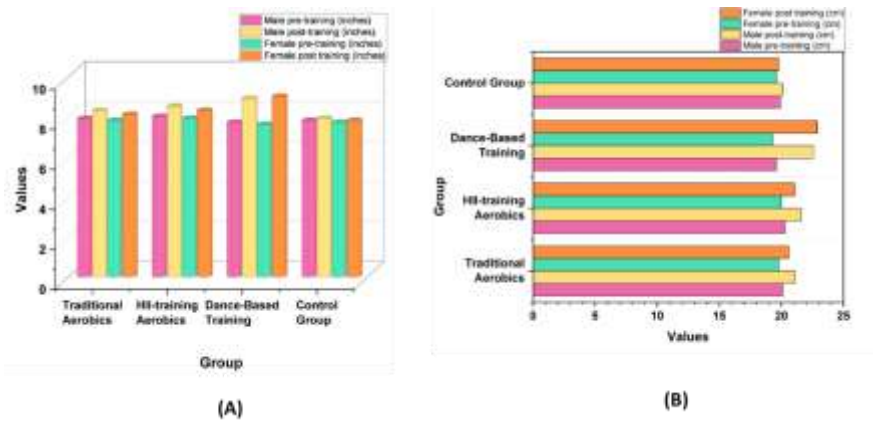 Male pre-training (inches)
Male post-training (inches)
Female pre-training (inches)
Female post training (inches)
10
8
6
4
2
0
Values
Traditional
Aerobics
HII-training
Aerobics
Dance-Based
Training
Control
Group
Group
(A)
Female post-training (cm)
Female pre-training (cm)
Male post-training (cm)
Male pre-training (cm)
Control Group
Dance-Based
Training
HII-training
Aerobics
Traditional
Aerobics
Group
0
5
10
15
20
25
Values
(B)